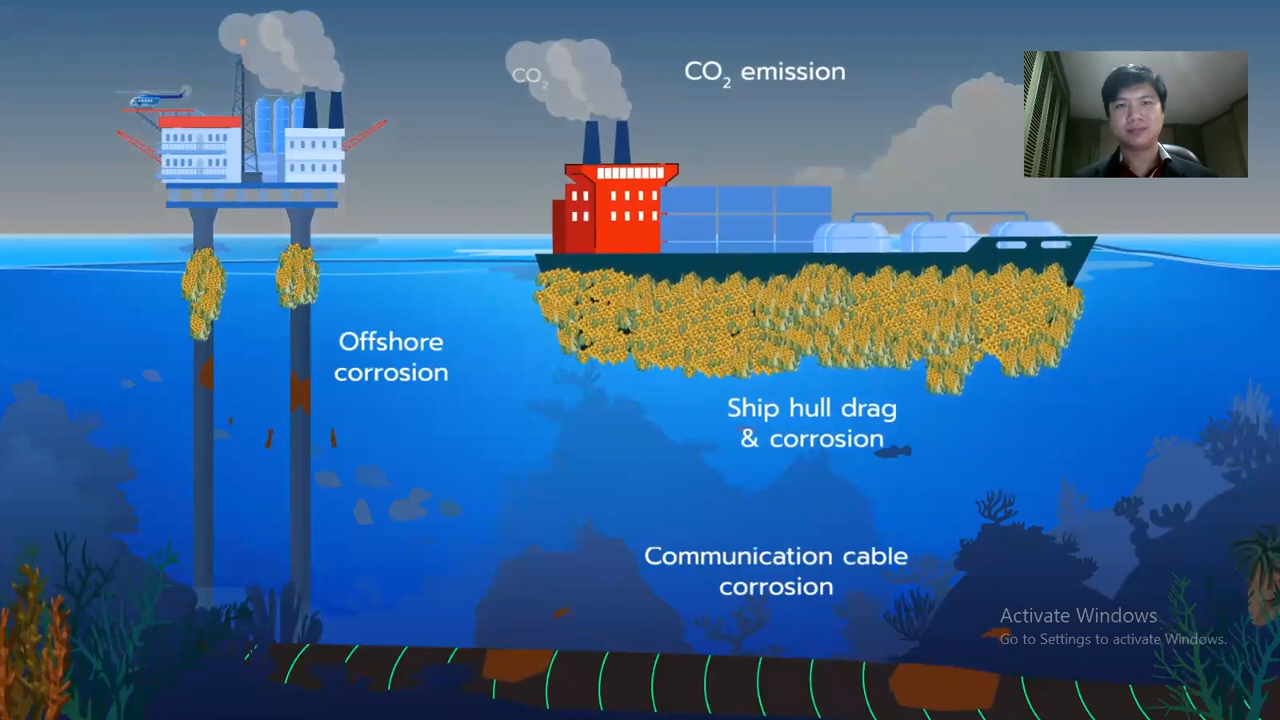 CO₂
CO₂ emission
Offshore
corrosion
Ship hull drag
& corrosion
Communication cable
corrosion
Activate Windows
Go to Settings to activate Windows.